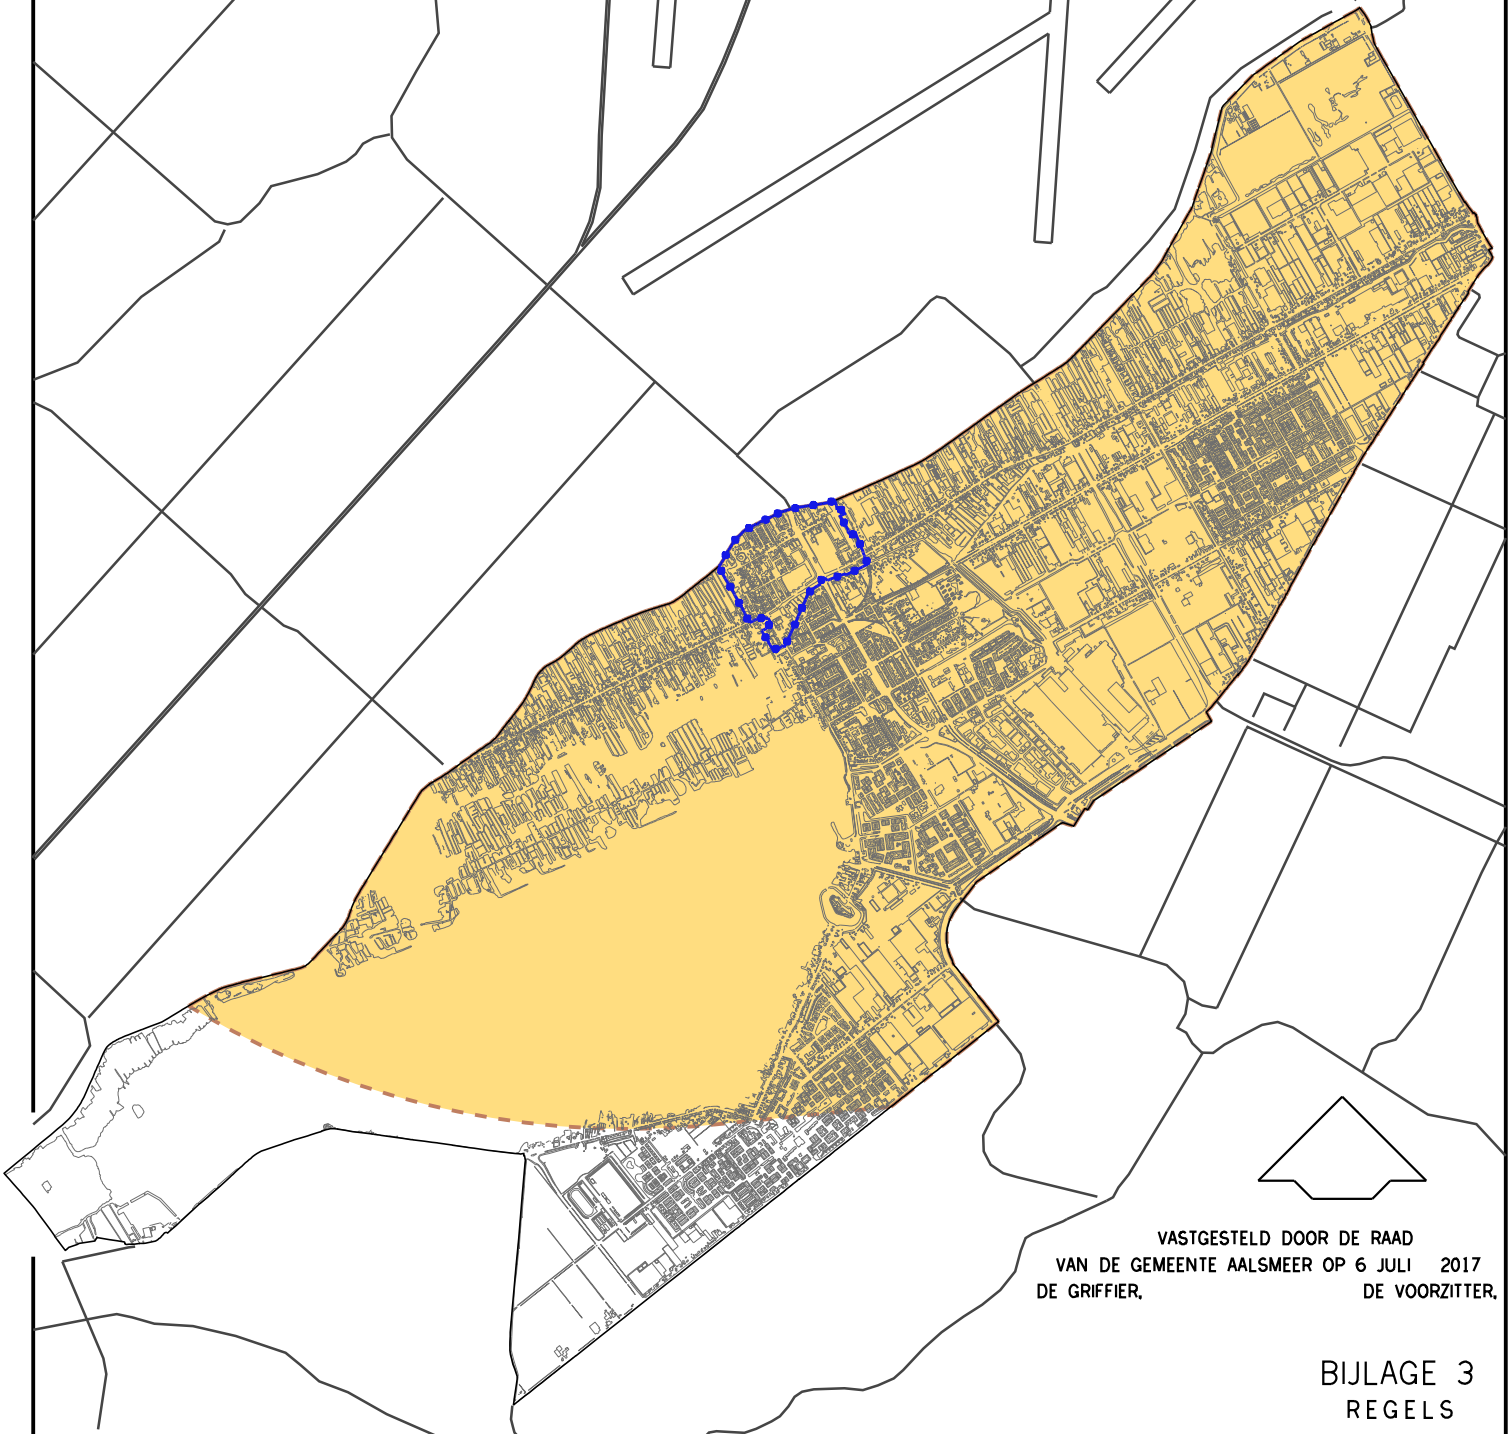 VASTGESTELD DOOR DE RAAD
VAN DE GEMEENTE AALSMEER OP 6 JULI 2017
DE GRIFFIER, DE VOORZITTER,
BIJLAGE 3
REGELS